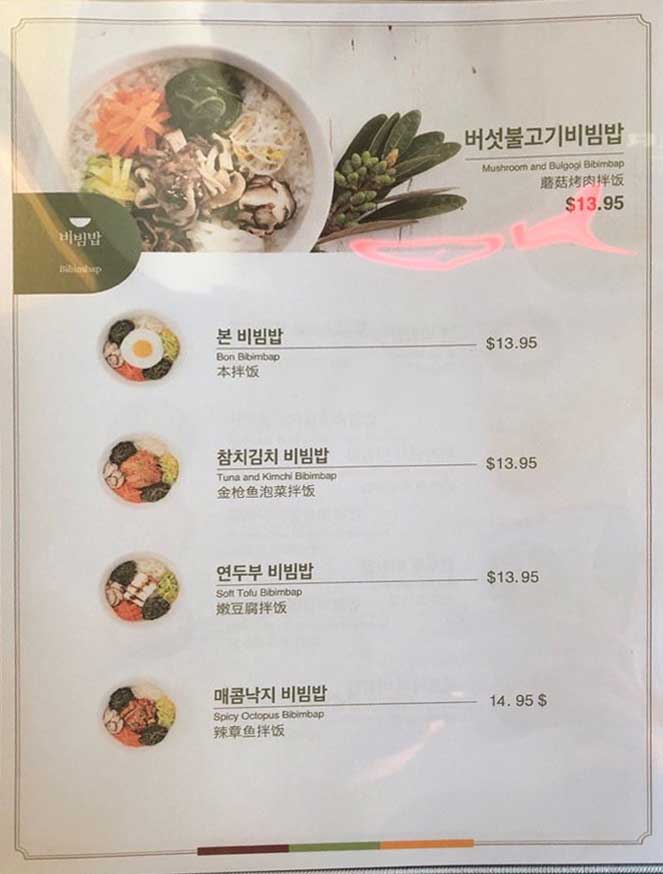 버섯불고기비빔밥
Mushroom and Bulgogi Bibimbap
蘑菇烤肉拌饭
$13.95
비빔밥
Bibimbap
본 비빔밥
$13.95
Bon Bibimbap
本拌饭
참치김치 비빔밥
$13.95
Tuna and Kimchi Bibimbap
金枪鱼泡菜拌饭
연두부 비빔밥
$13.95
Soft Tofu Bibimbap
嫩豆腐拌饭
매콤낙지 비빔밥
14. 95 $
Spicy Octopus Bibimbap
辣章鱼拌饭